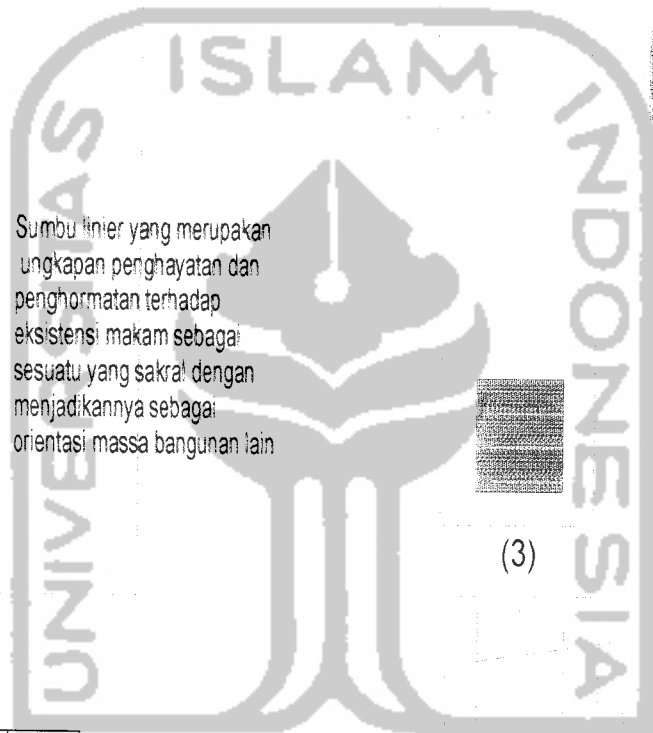 UNIVERSITAS
ISLAM
INDONESIA
Sumbu linier yang merupakan
ungkapan penghayatan dan
penghormatan terhadap
eksistensi makam sebagai
sesuatu yang sakral dengan
menjadikannya sebagai
orientasi massa bangunan lain
(3)